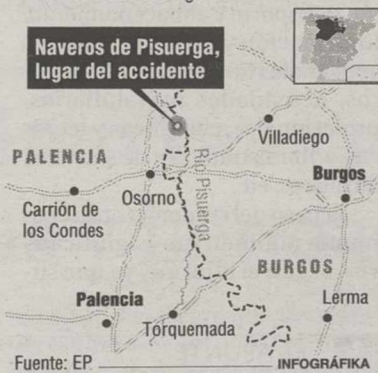 Naveros de Pisuerga,
lugar del accidente
Villadiego
PALENCIA
Burgos
Osorno
Río Pisuerga
Carrión de
los Condes
BURGOS
Palencia
Lerma
Torquemada
Fuente: EP
INFOGRÁFIKA